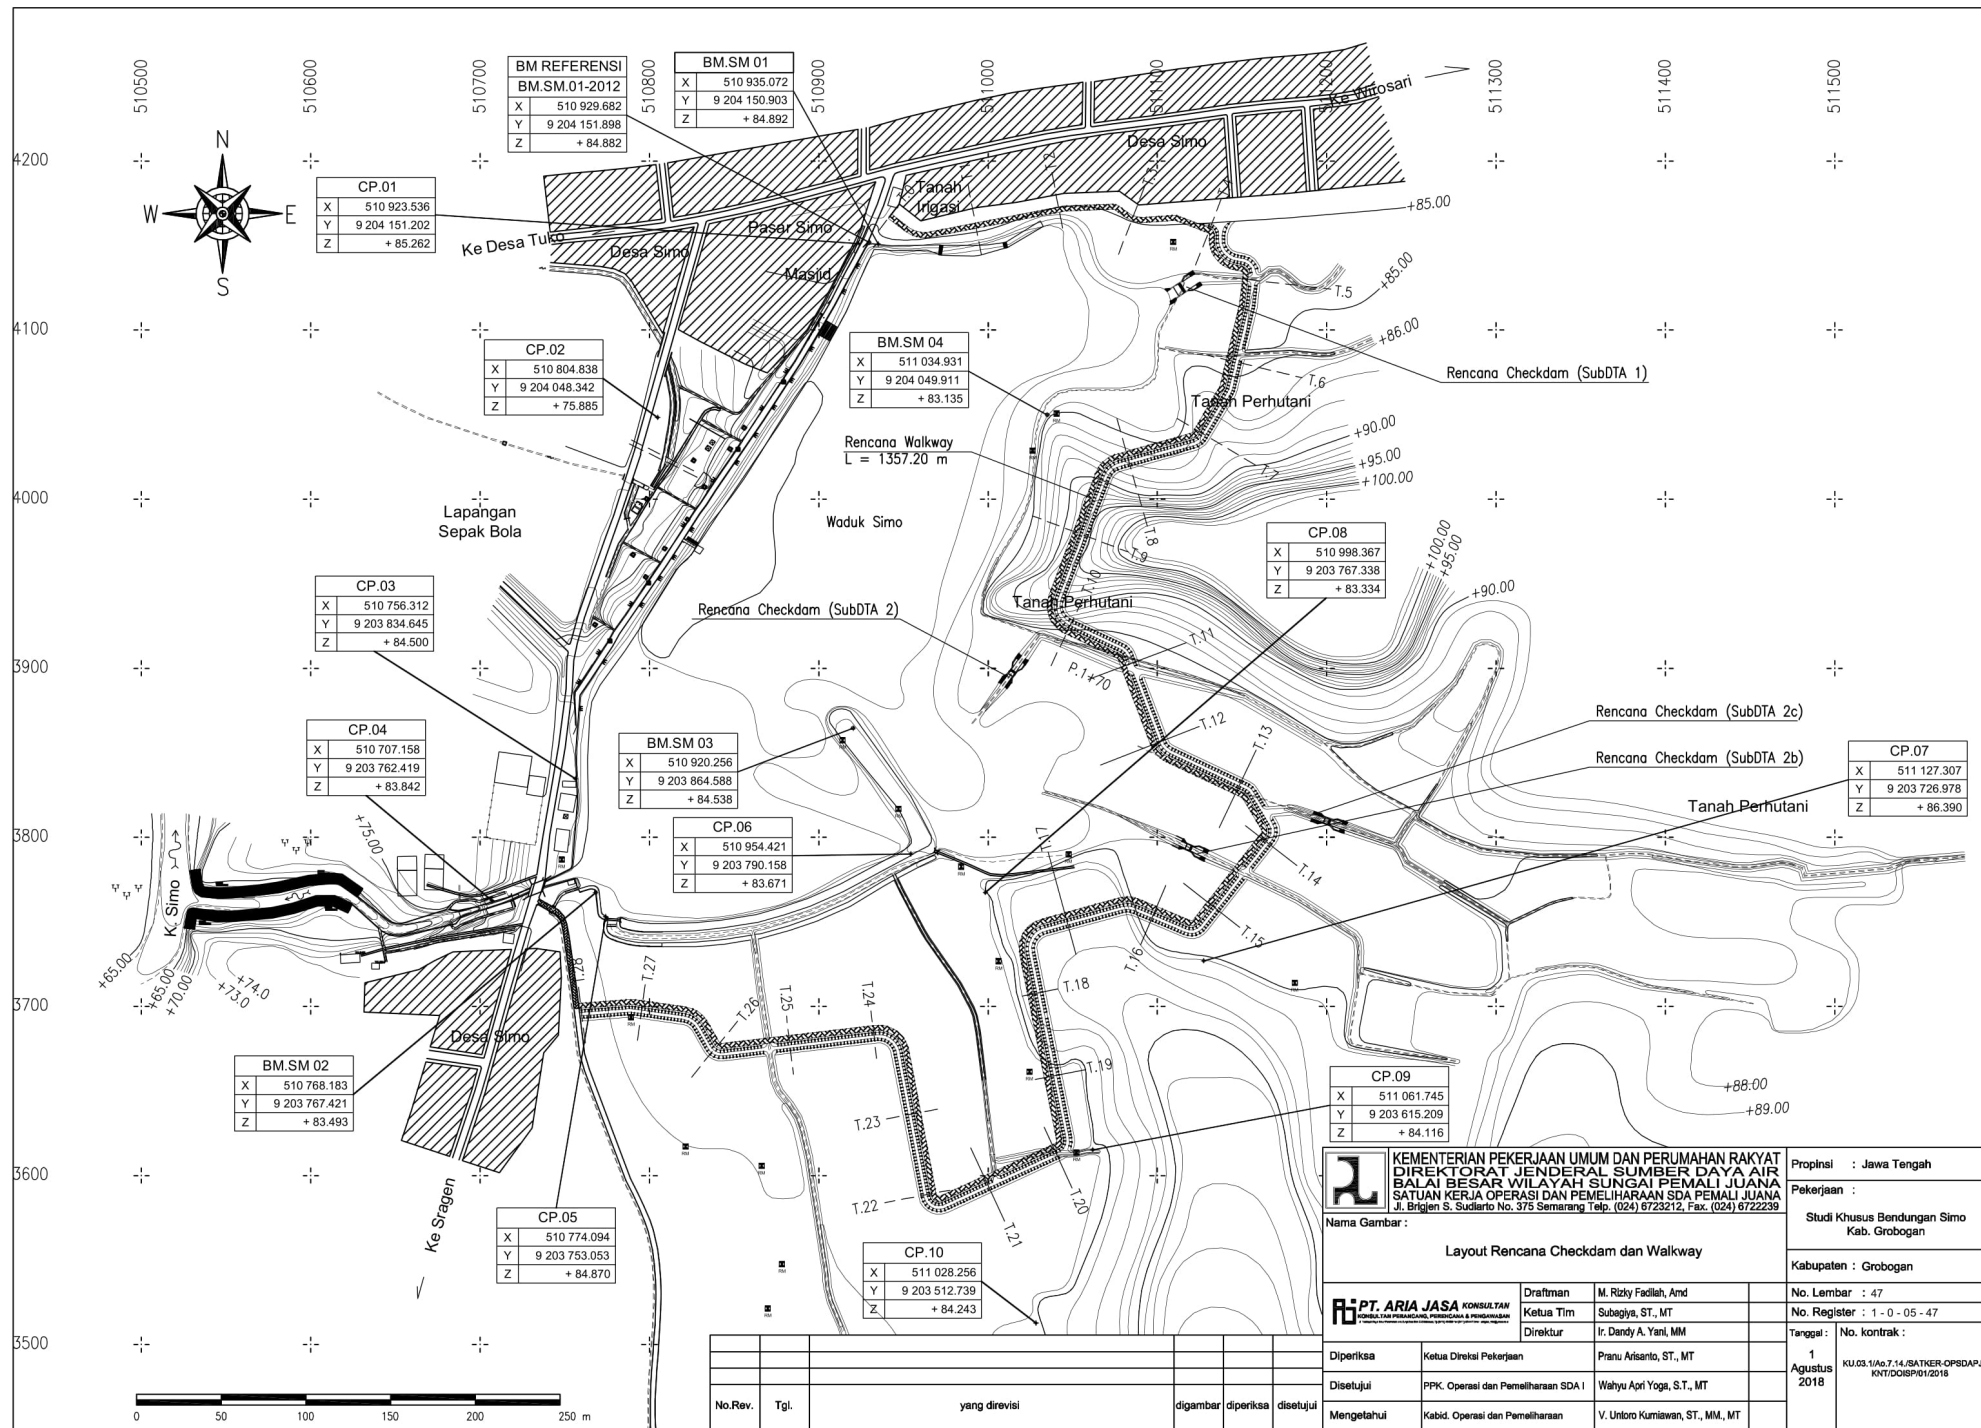 510500
510600
510700
510800
510900
511000
511100
511200
511300
511400
511500
4200
4100
4000
3900
3800
3700
3600
3500
N
W
E
S
BM REFERENSI
BM.SM.01-2012
X 510 929.682
Y 9 204 151.898
Z + 84.882
BM.SM 01
X 510 935.072
Y 9 204 150.903
Z + 84.892
CP.01
X 510 923.536
Y 9 204 151.202
Z + 85.262
Ke Wirosari
Desa Simo
Tanah
Irigasi
Pasar Simo
Ke Desa Tuko
Desa Simo
Masjid
T.2
T.3
T.4
T.5
+85.00
+85.00
+86.00
CP.02
X 510 804.838
Y 9 204 048.342
Z + 75.885
BM.SM 04
X 511 034.931
Y 9 204 049.911
Z + 83.135
Rencana Checkdam (SubDTA 1)
T.6
Tanah Perhutani
Rencana Walkway
L = 1357.20 m
+90.00
+95.00
+100.00
T.7
T.8
T.9
T.10
Lapangan
Sepak Bola
Waduk Simo
CP.08
X 510 998.367
Y 9 203 767.338
Z + 83.334
+100.00
+95.00
+90.00
CP.03
X 510 756.312
Y 9 203 834.645
Z + 84.500
Rencana Checkdam (SubDTA 2)
Tanah Perhutani
T.11
P.1+70
T.12
T.13
Rencana Checkdam (SubDTA 2c)
Rencana Checkdam (SubDTA 2b)
CP.04
X 510 707.158
Y 9 203 762.419
Z + 83.842
BM.SM 03
X 510 920.256
Y 9 203 864.588
Z + 84.538
CP.07
X 511 127.307
Y 9 203 726.978
Z + 86.390
Tanah Perhutani
CP.06
X 510 954.421
Y 9 203 790.158
Z + 83.671
+75.00
K. Simo
T.14
T.15
T.16
T.18
T.19
T.20
T.21
T.22
T.23
T.24
T.25
T.26
T.27
T.28
+65.00
+65.00
+70.00
+73.0
+74.0
Desa Simo
BM.SM 02
X 510 768.183
Y 9 203 767.421
Z + 83.493
CP.09
X 511 061.745
Y 9 203 615.209
Z + 84.116
+88.00
+89.00
Ke Sragen
CP.05
X 510 774.094
Y 9 203 753.053
Z + 84.870
CP.10
X 511 028.256
Y 9 203 512.739
Z + 84.243
0 50 100 150 200 250 m
No.Rev. Tgl. yang direvisi digambar diperiksa disetujui
KEMENTERIAN PEKERJAAN UMUM DAN PERUMAHAN RAKYAT
DIREKTORAT JENDERAL SUMBER DAYA AIR
BALAI BESAR WILAYAH SUNGAI PEMALI JUANA
SATUAN KERJA OPERASI DAN PEMELIHARAAN SDA PEMALI JUANA
Jl. Brigjen S. Sudiarto No. 375 Semarang Telp. (024) 6723212, Fax. (024) 6722239
Nama Gambar :
Layout Rencana Checkdam dan Walkway
Propinsi : Jawa Tengah
Pekerjaan :
Studi Khusus Bendungan Simo
Kab. Grobogan
Kabupaten : Grobogan
PT. ARIA JASA KONSULTAN
KONSULTAN PERANCANG, PERENCANA & PENGAWASAN
Draftman M. Rizky Fadilah, Amd
Ketua Tim Subagiya, ST., MT
Direktur Ir. Dandy A. Yani, MM
Diperiksa Ketua Direksi Pekerjaan Pranu Arisanto, ST., MT
Disetujui PPK. Operasi dan Pemeliharaan SDA I Wahyu Apri Yoga, S.T., MT
Mengetahui Kabid. Operasi dan Pemeliharaan V. Untoro Kurniawan, ST., MM., MT
No. Lembar : 47
No. Register : 1 - 0 - 05 - 47
Tanggal :
1
Agustus
2018
No. kontrak :
KU.03.1/Ao.7.14./SATKER-OPSDAPJ
KNT/DOISP/01/2018